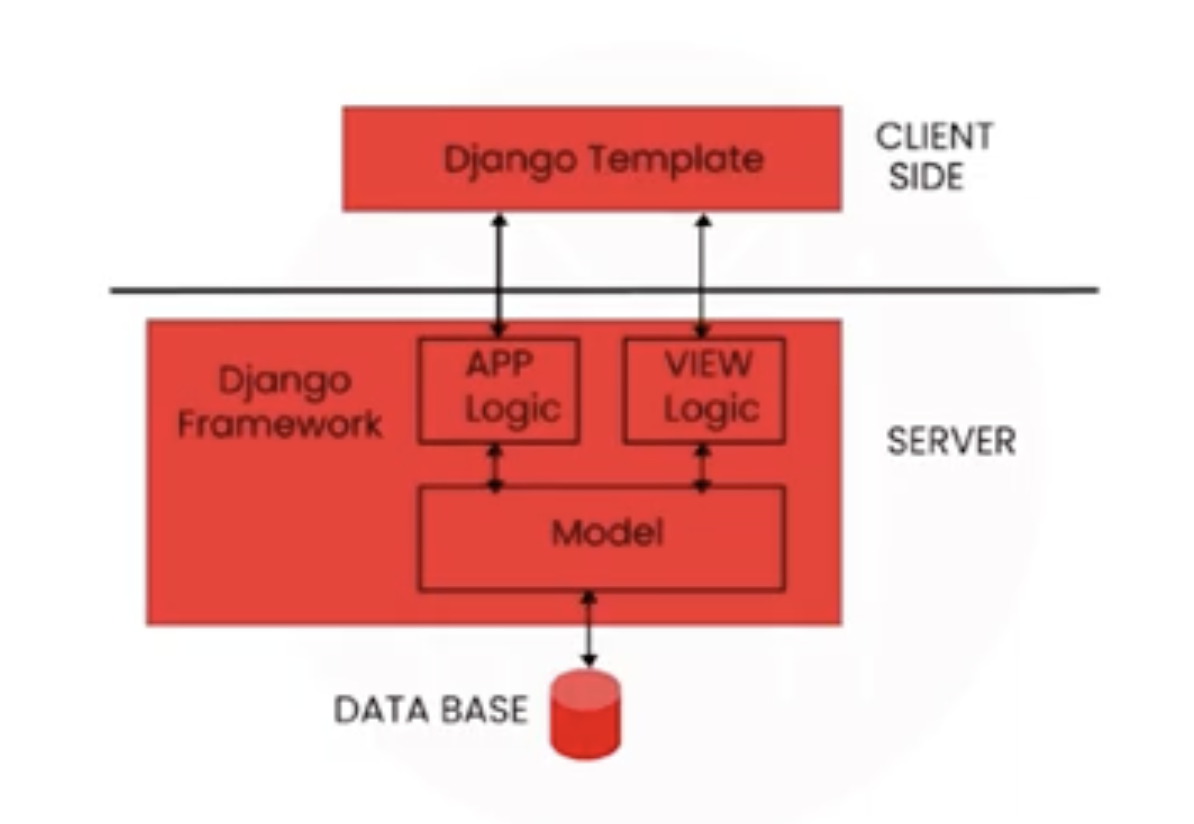 Django Template
CLIENT
SIDE
Django
Framework
APP
Logic
VIEW
Logic
SERVER
Model
DATA BASE